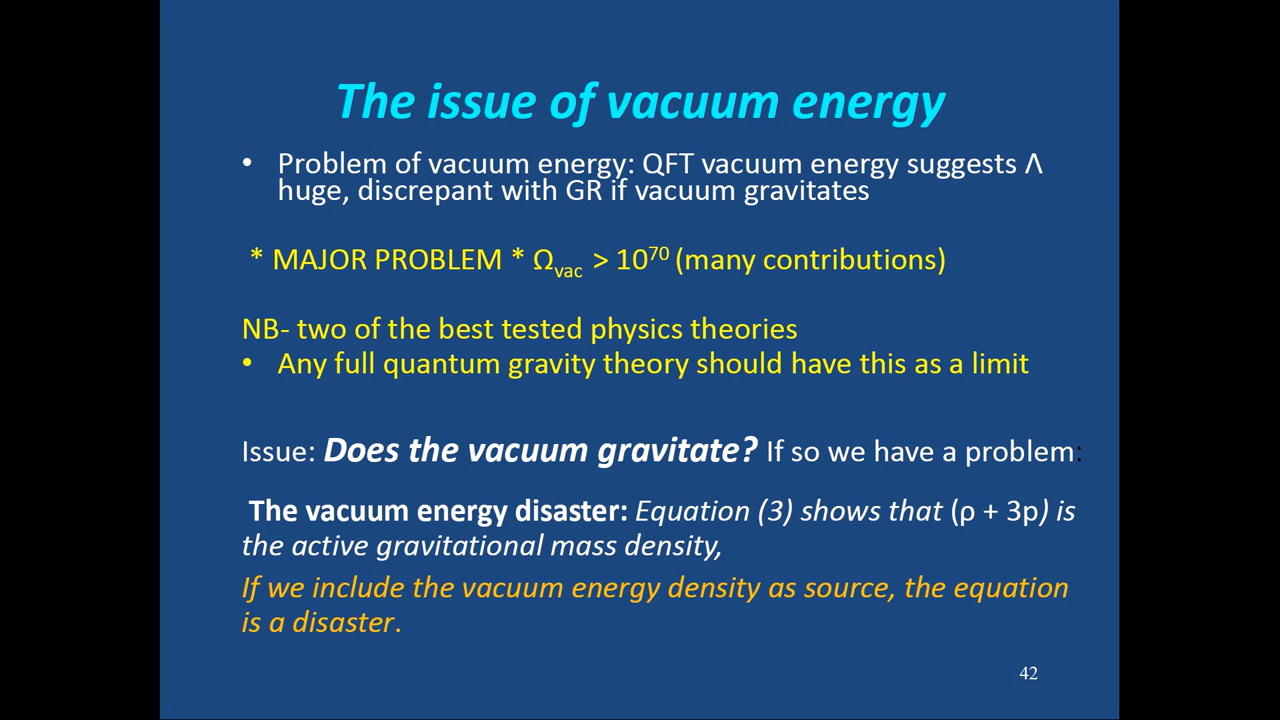 The issue of vacuum energy
• Problem of vacuum energy: QFT vacuum energy suggests Λ
huge, discrepant with GR if vacuum gravitates
* MAJOR PROBLEM * Ωvac > 10⁷⁰ (many contributions)
NB- two of the best tested physics theories
• Any full quantum gravity theory should have this as a limit
Issue: Does the vacuum gravitate? If so we have a problem:
The vacuum energy disaster: Equation (3) shows that (ρ + 3p) is
the active gravitational mass density,
If we include the vacuum energy density as source, the equation
is a disaster.
42